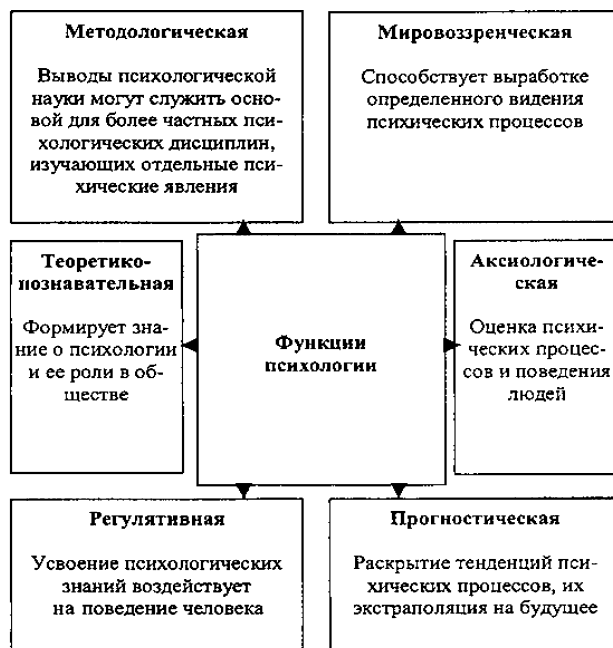 Методологическая
Выводы психологической
науки могут служить осно-
вой для более частных пси-
хологических дисциплин,
изучающих отдельные пси-
хические явления
Мировоззренческая
Способствует выработке
определенного видения
психических процессов
Теоретико-
познавательная
Формирует зна-
ние о психологии
и ее роли в об-
ществе
Функции
психологии
Аксиологиче-
ская
Оценка психи-
ческих процес-
сов и поведения
людей
Регулятивная
Усвоение психологических
знаний воздействует
на поведение человека
Прогностическая
Раскрытие тенденций пси-
хических процессов, их
экстраполяция на будущее